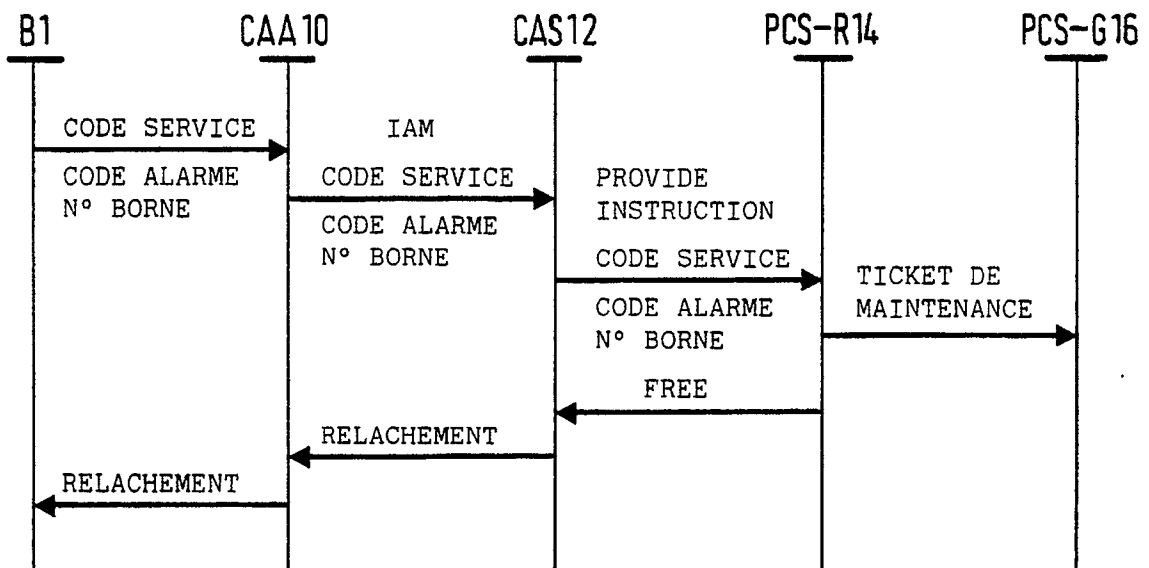 B1 CAA10 CAS12 PCS-R14 PCS-G16
CODE SERVICE
CODE ALARME
N° BORNE
IAM
CODE SERVICE
CODE ALARME
N° BORNE
PROVIDE
INSTRUCTION
CODE SERVICE
CODE ALARME
N° BORNE
TICKET DE
MAINTENANCE
FREE
RELACHEMENT
RELACHEMENT